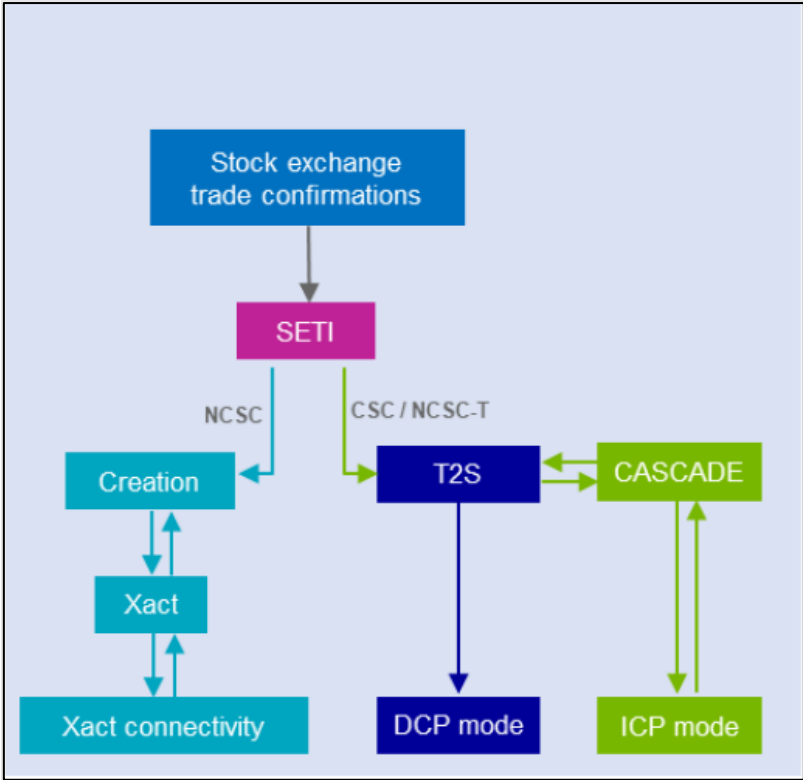 Stock exchange
trade confirmations
SETI
NCSC
CSC / NCSC-T
Creation
T2S
CASCADE
Xact
Xact connectivity
DCP mode
ICP mode